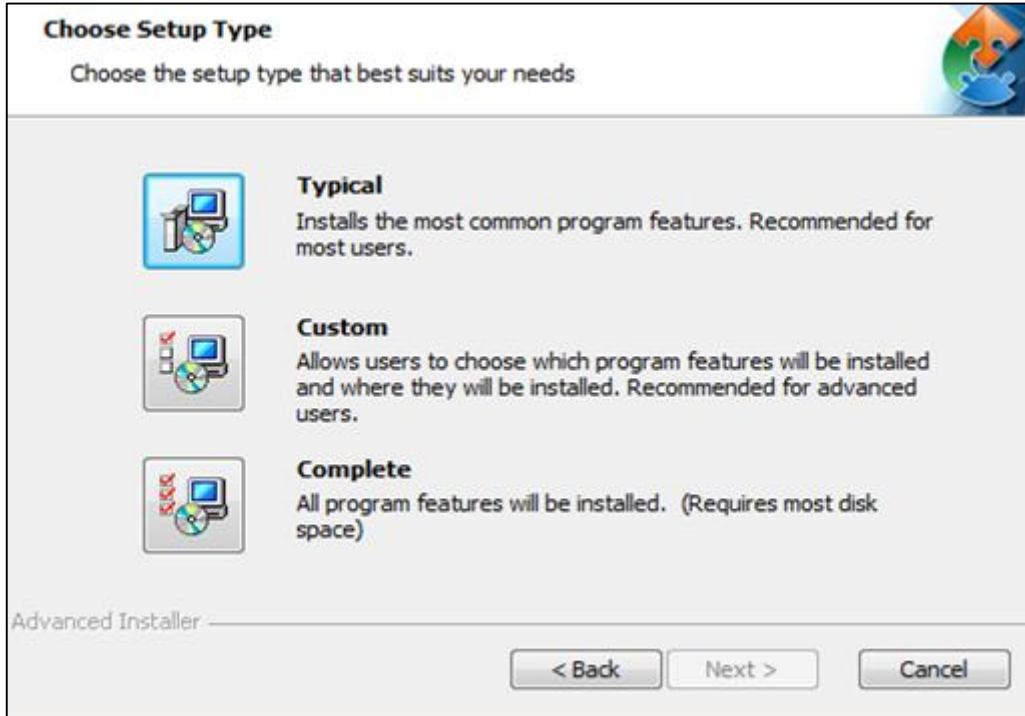 Choose Setup Type
Choose the setup type that best suits your needs
Typical
Installs the most common program features. Recommended for
most users.
Custom
Allows users to choose which program features will be installed
and where they will be installed. Recommended for advanced
users.
Complete
All program features will be installed.  (Requires most disk
space)
Advanced Installer
< Back
Next >
Cancel